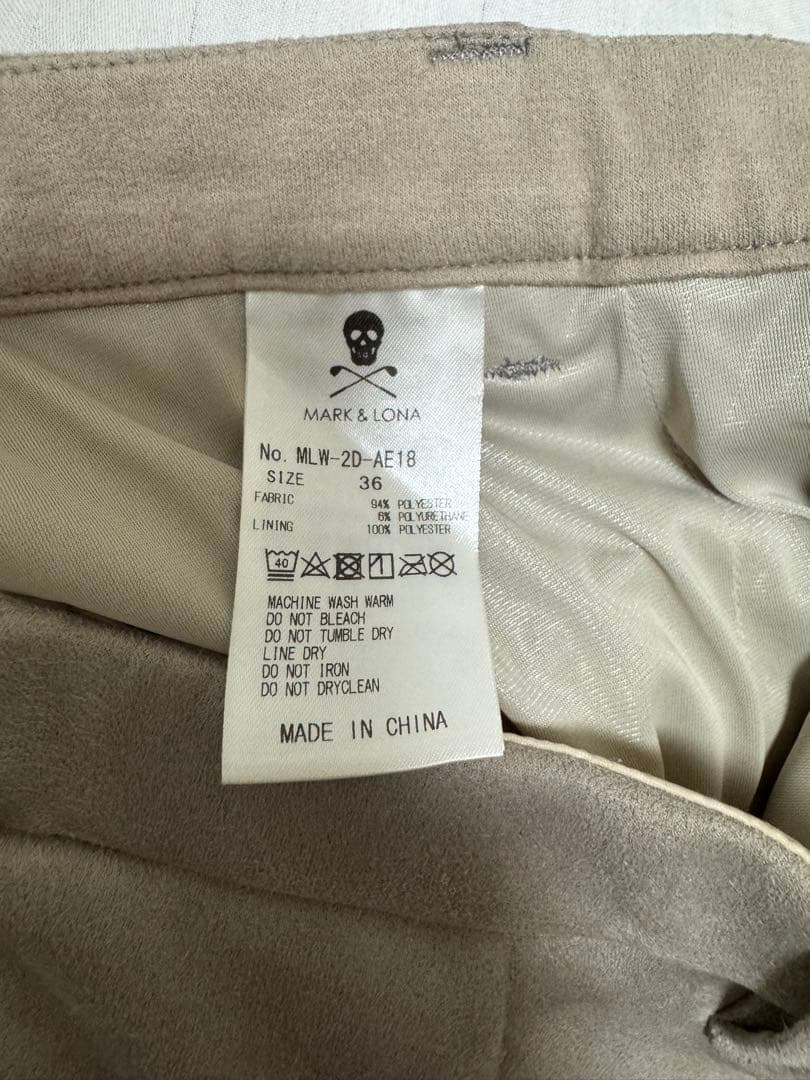 MARK & LONA
No. MLW-2D-AE18
SIZE 36
FABRIC 94% POLYESTER
6% POLYURETHANE
LINING 100% POLYESTER
40
MACHINE WASH WARM
DO NOT BLEACH
DO NOT TUMBLE DRY
LINE DRY
DO NOT IRON
DO NOT DRYCLEAN
MADE IN CHINA